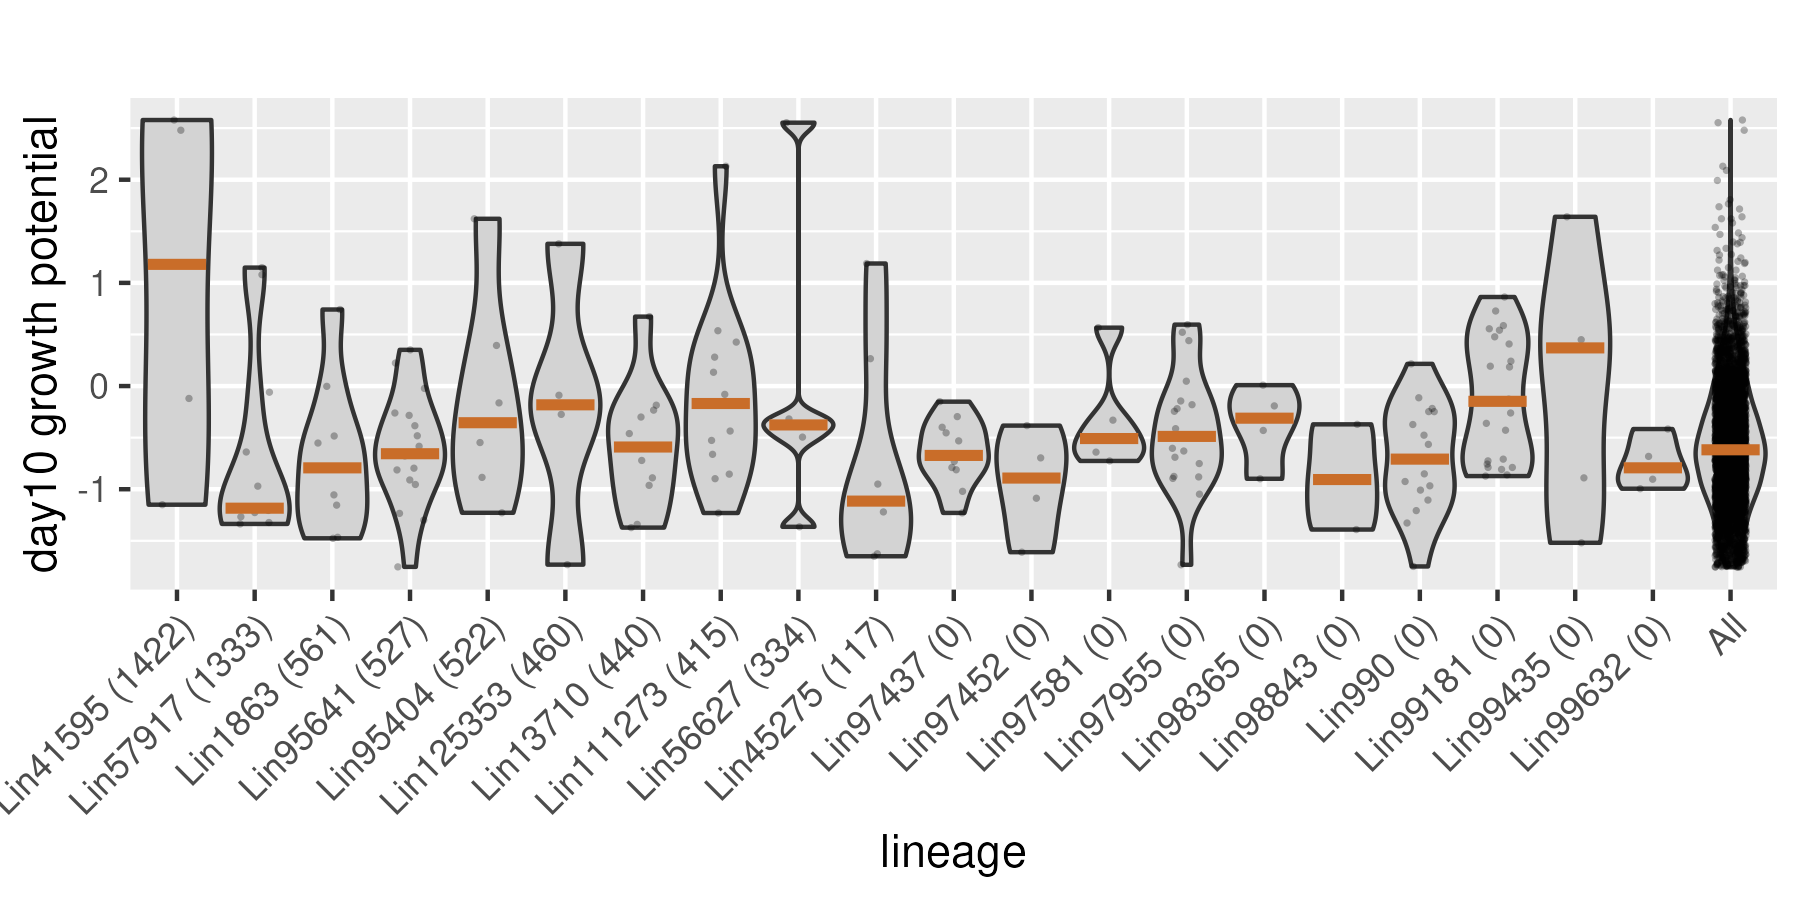 day10 growth potential
2
1
0
-1
Lin41595 (1422)
Lin57917 (1333)
Lin1863 (561)
Lin95641 (527)
Lin95404 (522)
Lin125353 (460)
Lin13710 (440)
Lin111273 (415)
Lin56627 (334)
Lin45275 (117)
Lin97437 (0)
Lin97452 (0)
Lin97581 (0)
Lin97955 (0)
Lin98365 (0)
Lin98843 (0)
Lin990 (0)
Lin99181 (0)
Lin99435 (0)
Lin99632 (0)
All
lineage